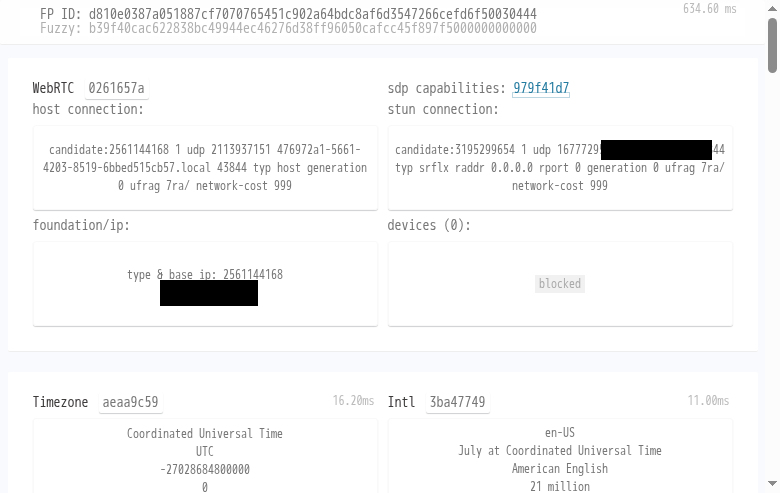 FP ID: d810e0387a051887cf7070765451c902a64bdc8af6d3547266cefd6f50030444
634.60 ms
Fuzzy: b39f40cac622838bc49944ec46276d38ff96050cafcc45f897f5000000000000
WebRTC 0261657a
host connection:
candidate:2561144168 1 udp 2113937151 476972a1-5661-
4203-8519-6bbed515cb57.local 43844 typ host generation
0 ufrag 7ra/ network-cost 999
sdp capabilities: 979f41d7
stun connection:
candidate:3195299654 1 udp 1677729 44
typ srflx raddr 0.0.0.0 rport 0 generation 0 ufrag 7ra/
network-cost 999
foundation/ip:
type & base ip: 2561144168
devices (0):
blocked
Timezone aeaa9c59 16.20ms
Coordinated Universal Time
UTC
-27028684800000
0
Intl 3ba47749 11.00ms
en-US
July at Coordinated Universal Time
American English
21 million